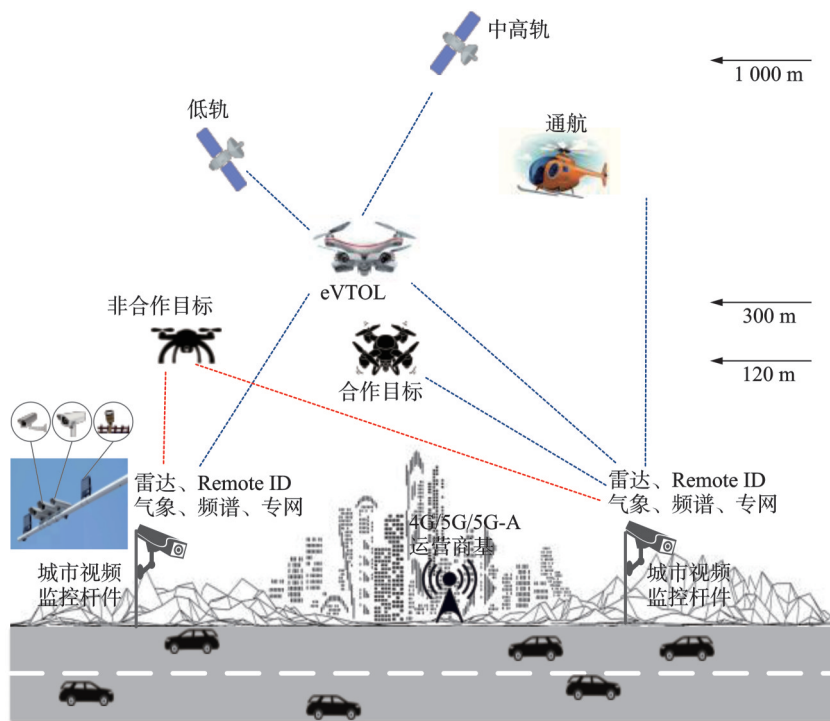 中高轨
1 000 m
低轨
通航
eVTOL
非合作目标
300 m
120 m
合作目标
雷达、Remote ID
气象、频谱、专网
雷达、Remote ID
气象、频谱、专网
4G/5G/5G-A
运营商基
城市视频
监控杆件
城市视频
监控杆件